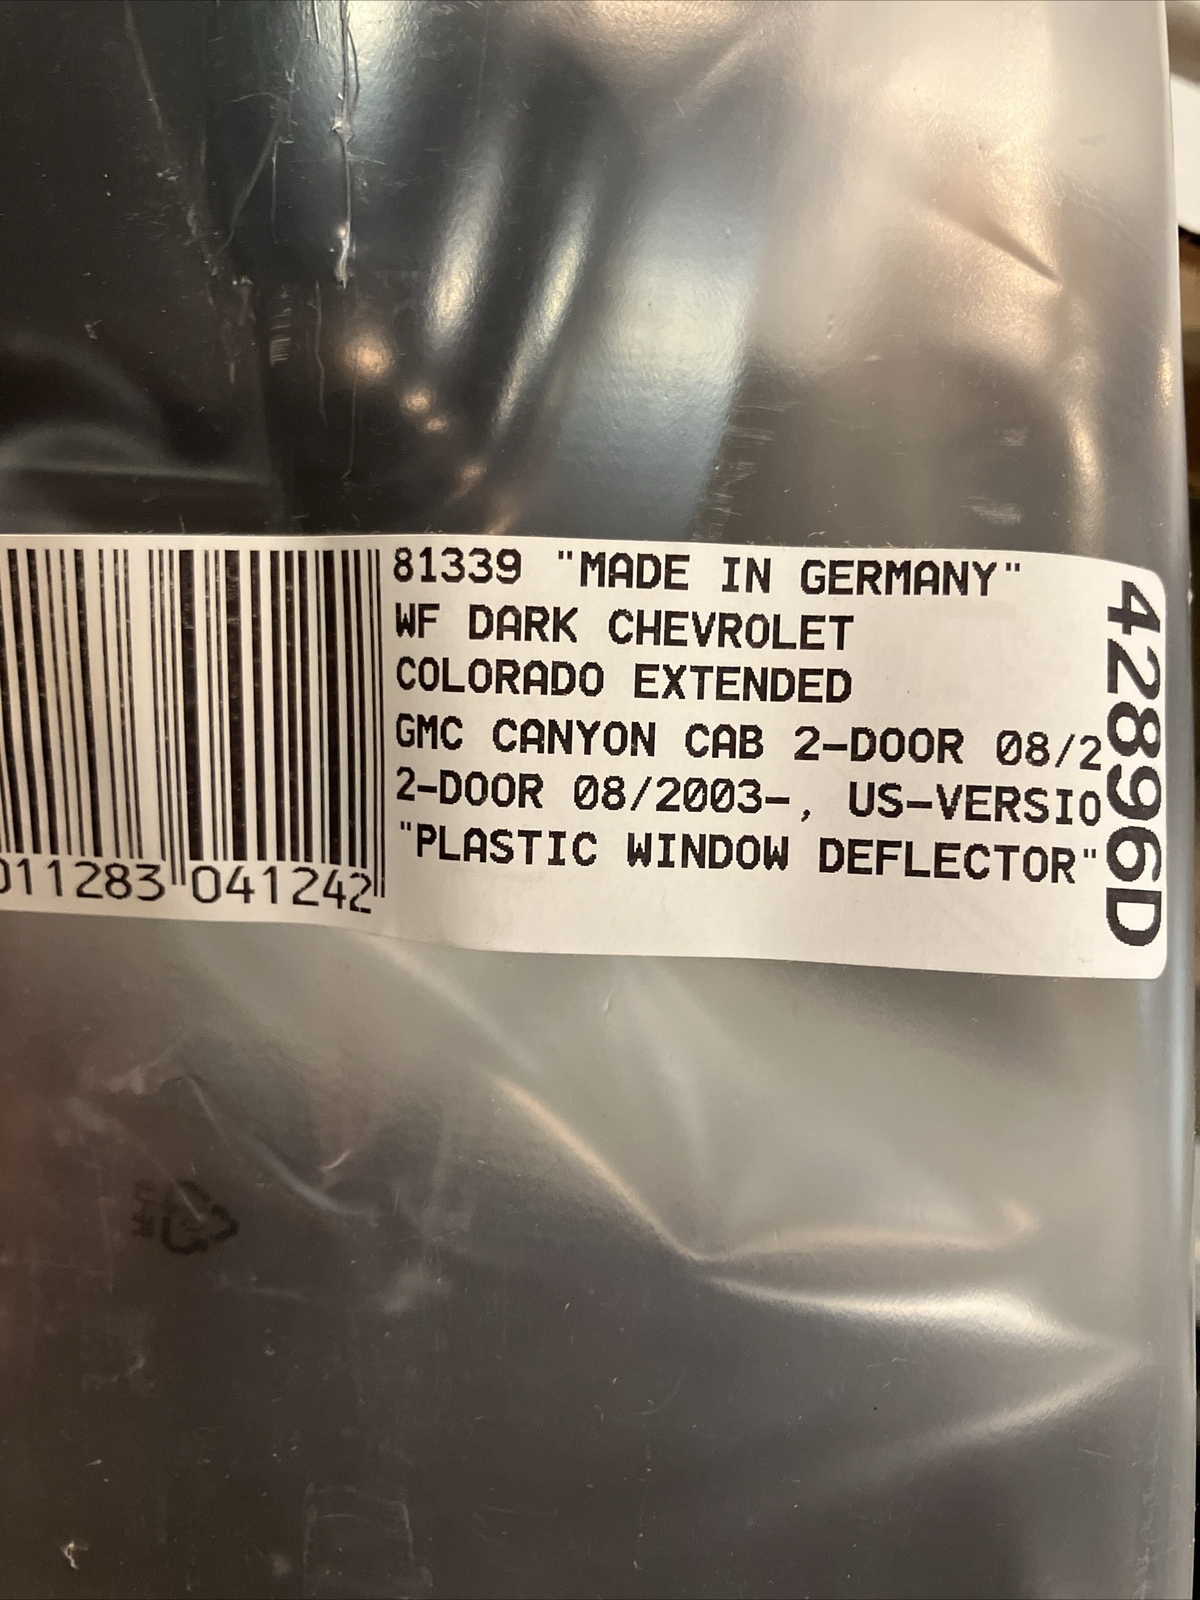 81339 "MADE IN GERMANY"
WF DARK CHEVROLET
COLORADO EXTENDED
GMC CANYON CAB 2-DOOR 08/2
2-DOOR 08/2003-, US-VERSIO
"PLASTIC WINDOW DEFLECTOR"
42896D
011283 041242